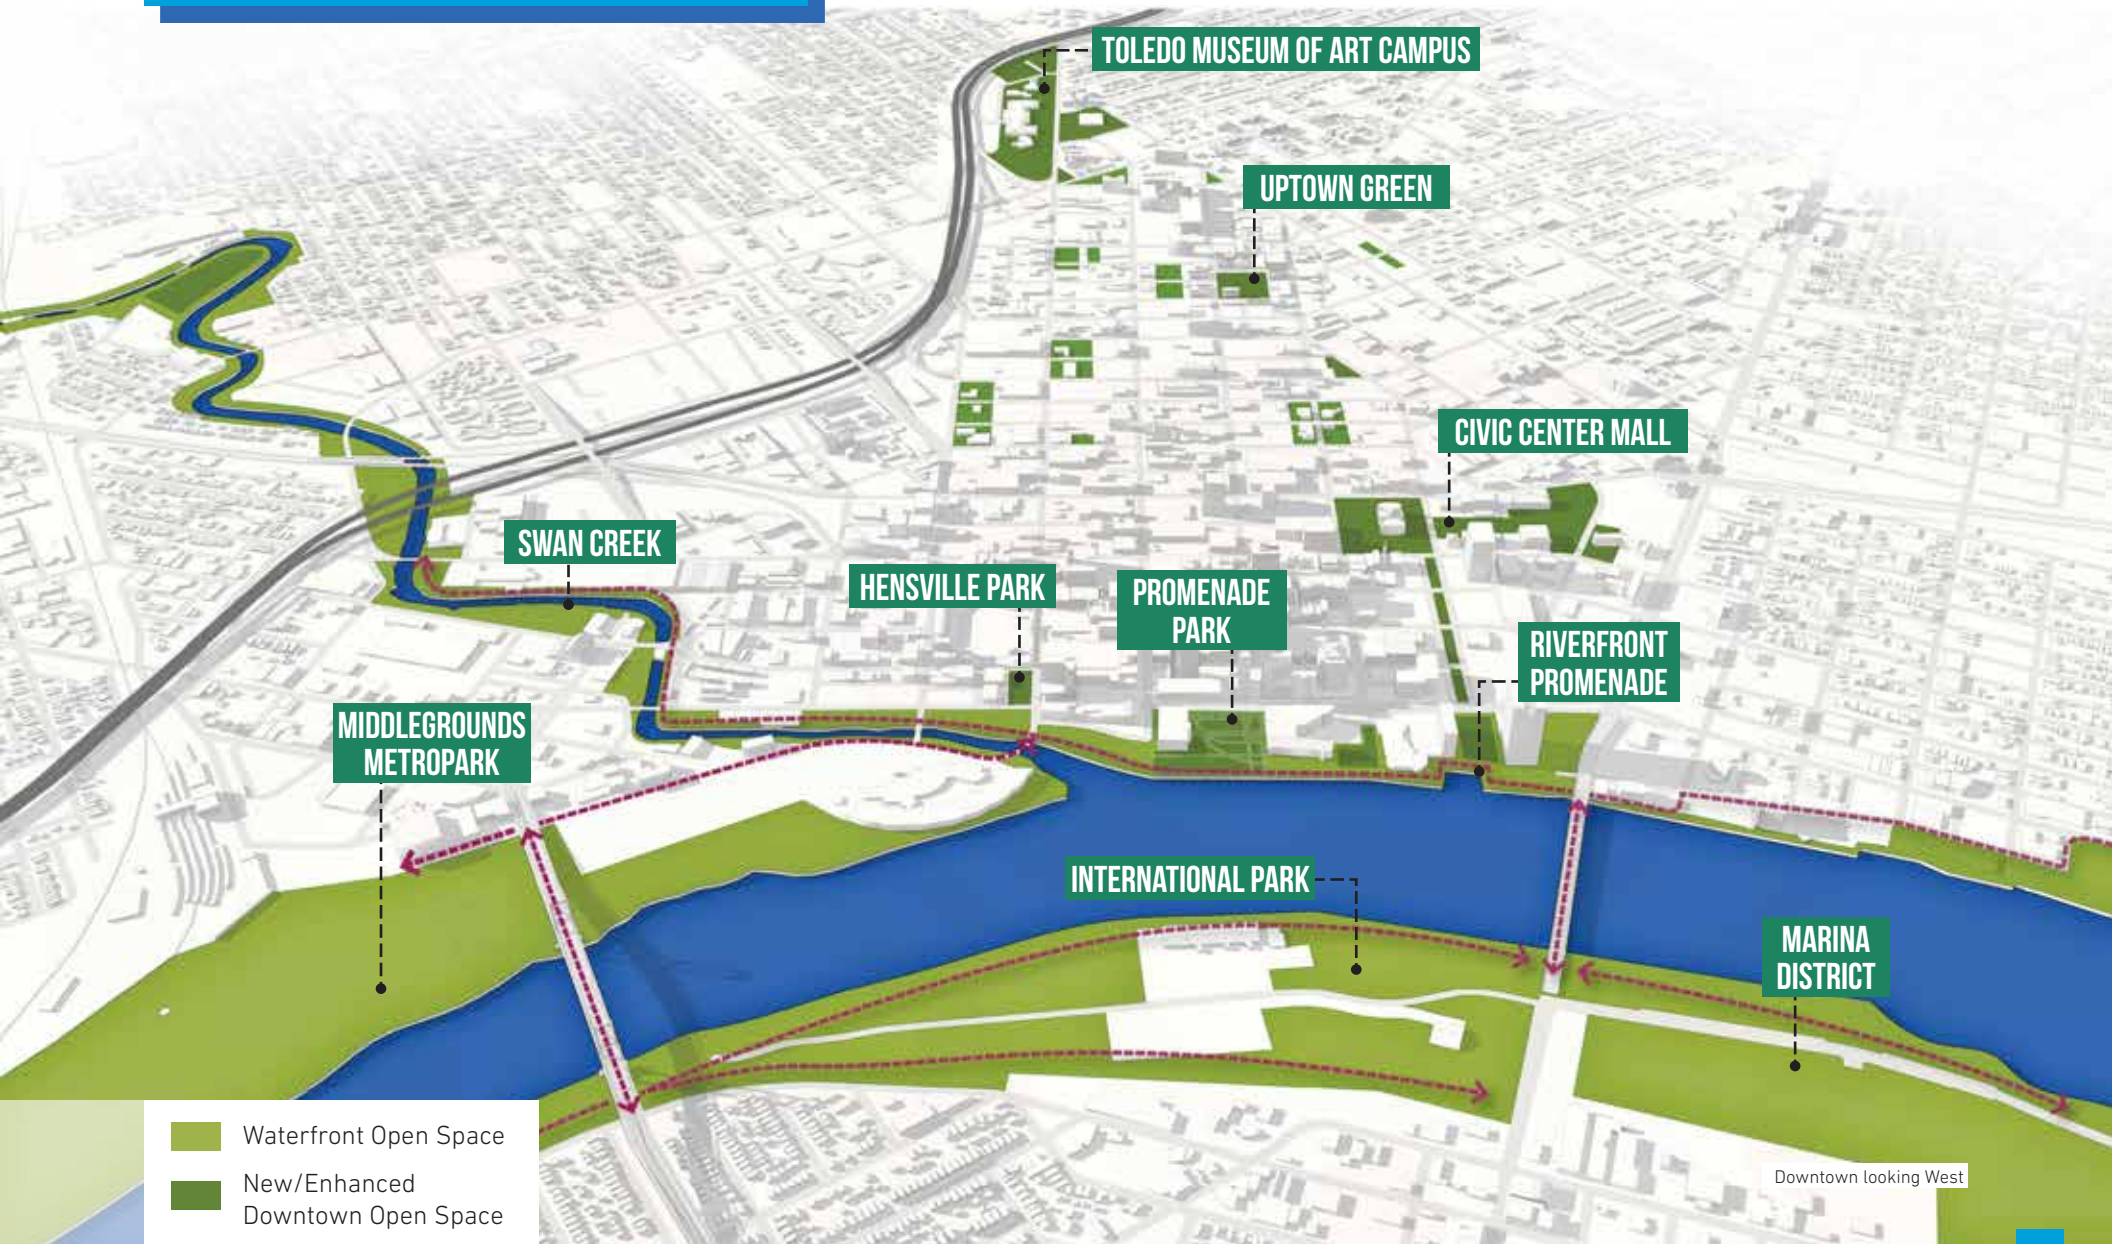 TOLEDO MUSEUM OF ART CAMPUS
UPTOWN GREEN
CIVIC CENTER MALL
SWAN CREEK
HENSVILLE PARK
PROMENADE
PARK
RIVERFRONT
PROMENADE
MIDDLEGROUNDS
METROPARK
INTERNATIONAL PARK
MARINA
DISTRICT
Waterfront Open Space
New/Enhanced
Downtown Open Space
Downtown looking West